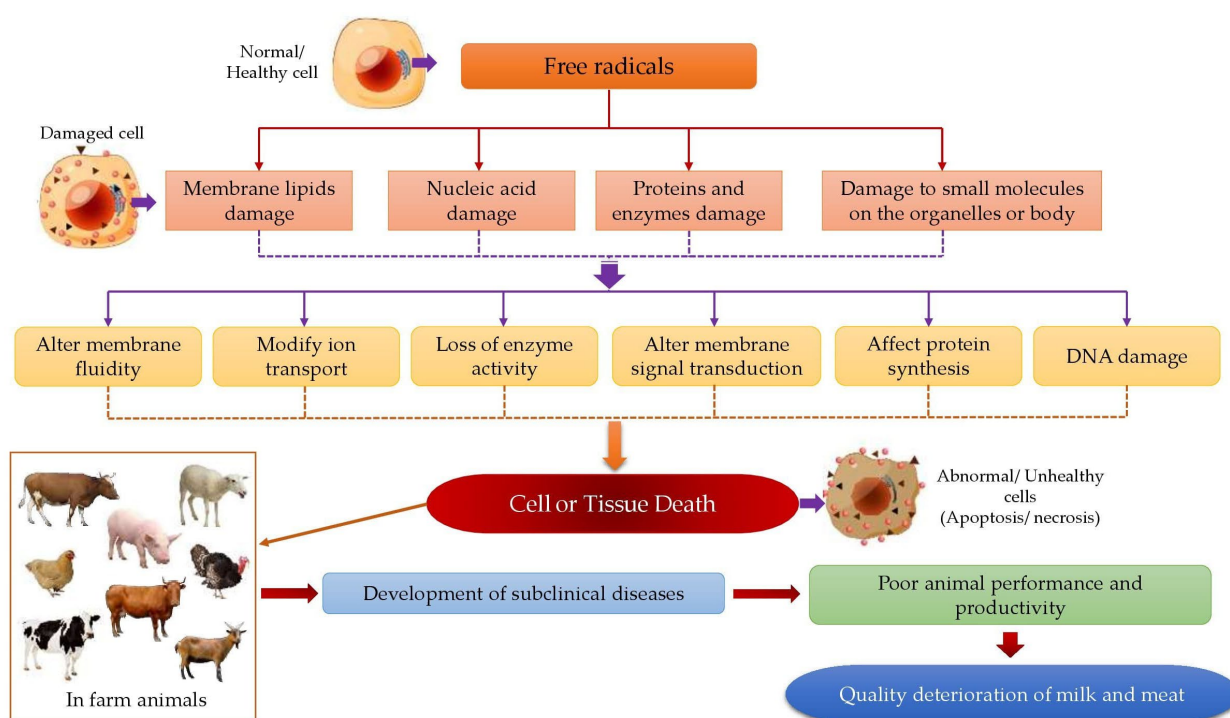 Normal/
Healthy cell
Free radicals
Damaged cell
Membrane lipids
damage
Nucleic acid
damage
Proteins and
enzymes damage
Damage to small molecules
on the organelles or body
Alter membrane
fluidity
Modify ion
transport
Loss of enzyme
activity
Alter membrane
signal transduction
Affect protein
synthesis
DNA damage
Cell or Tissue Death
Abnormal/ Unhealthy
cells
(Apoptosis/ necrosis)
In farm animals
Development of subclinical diseases
Poor animal performance and
productivity
Quality deterioration of milk and meat